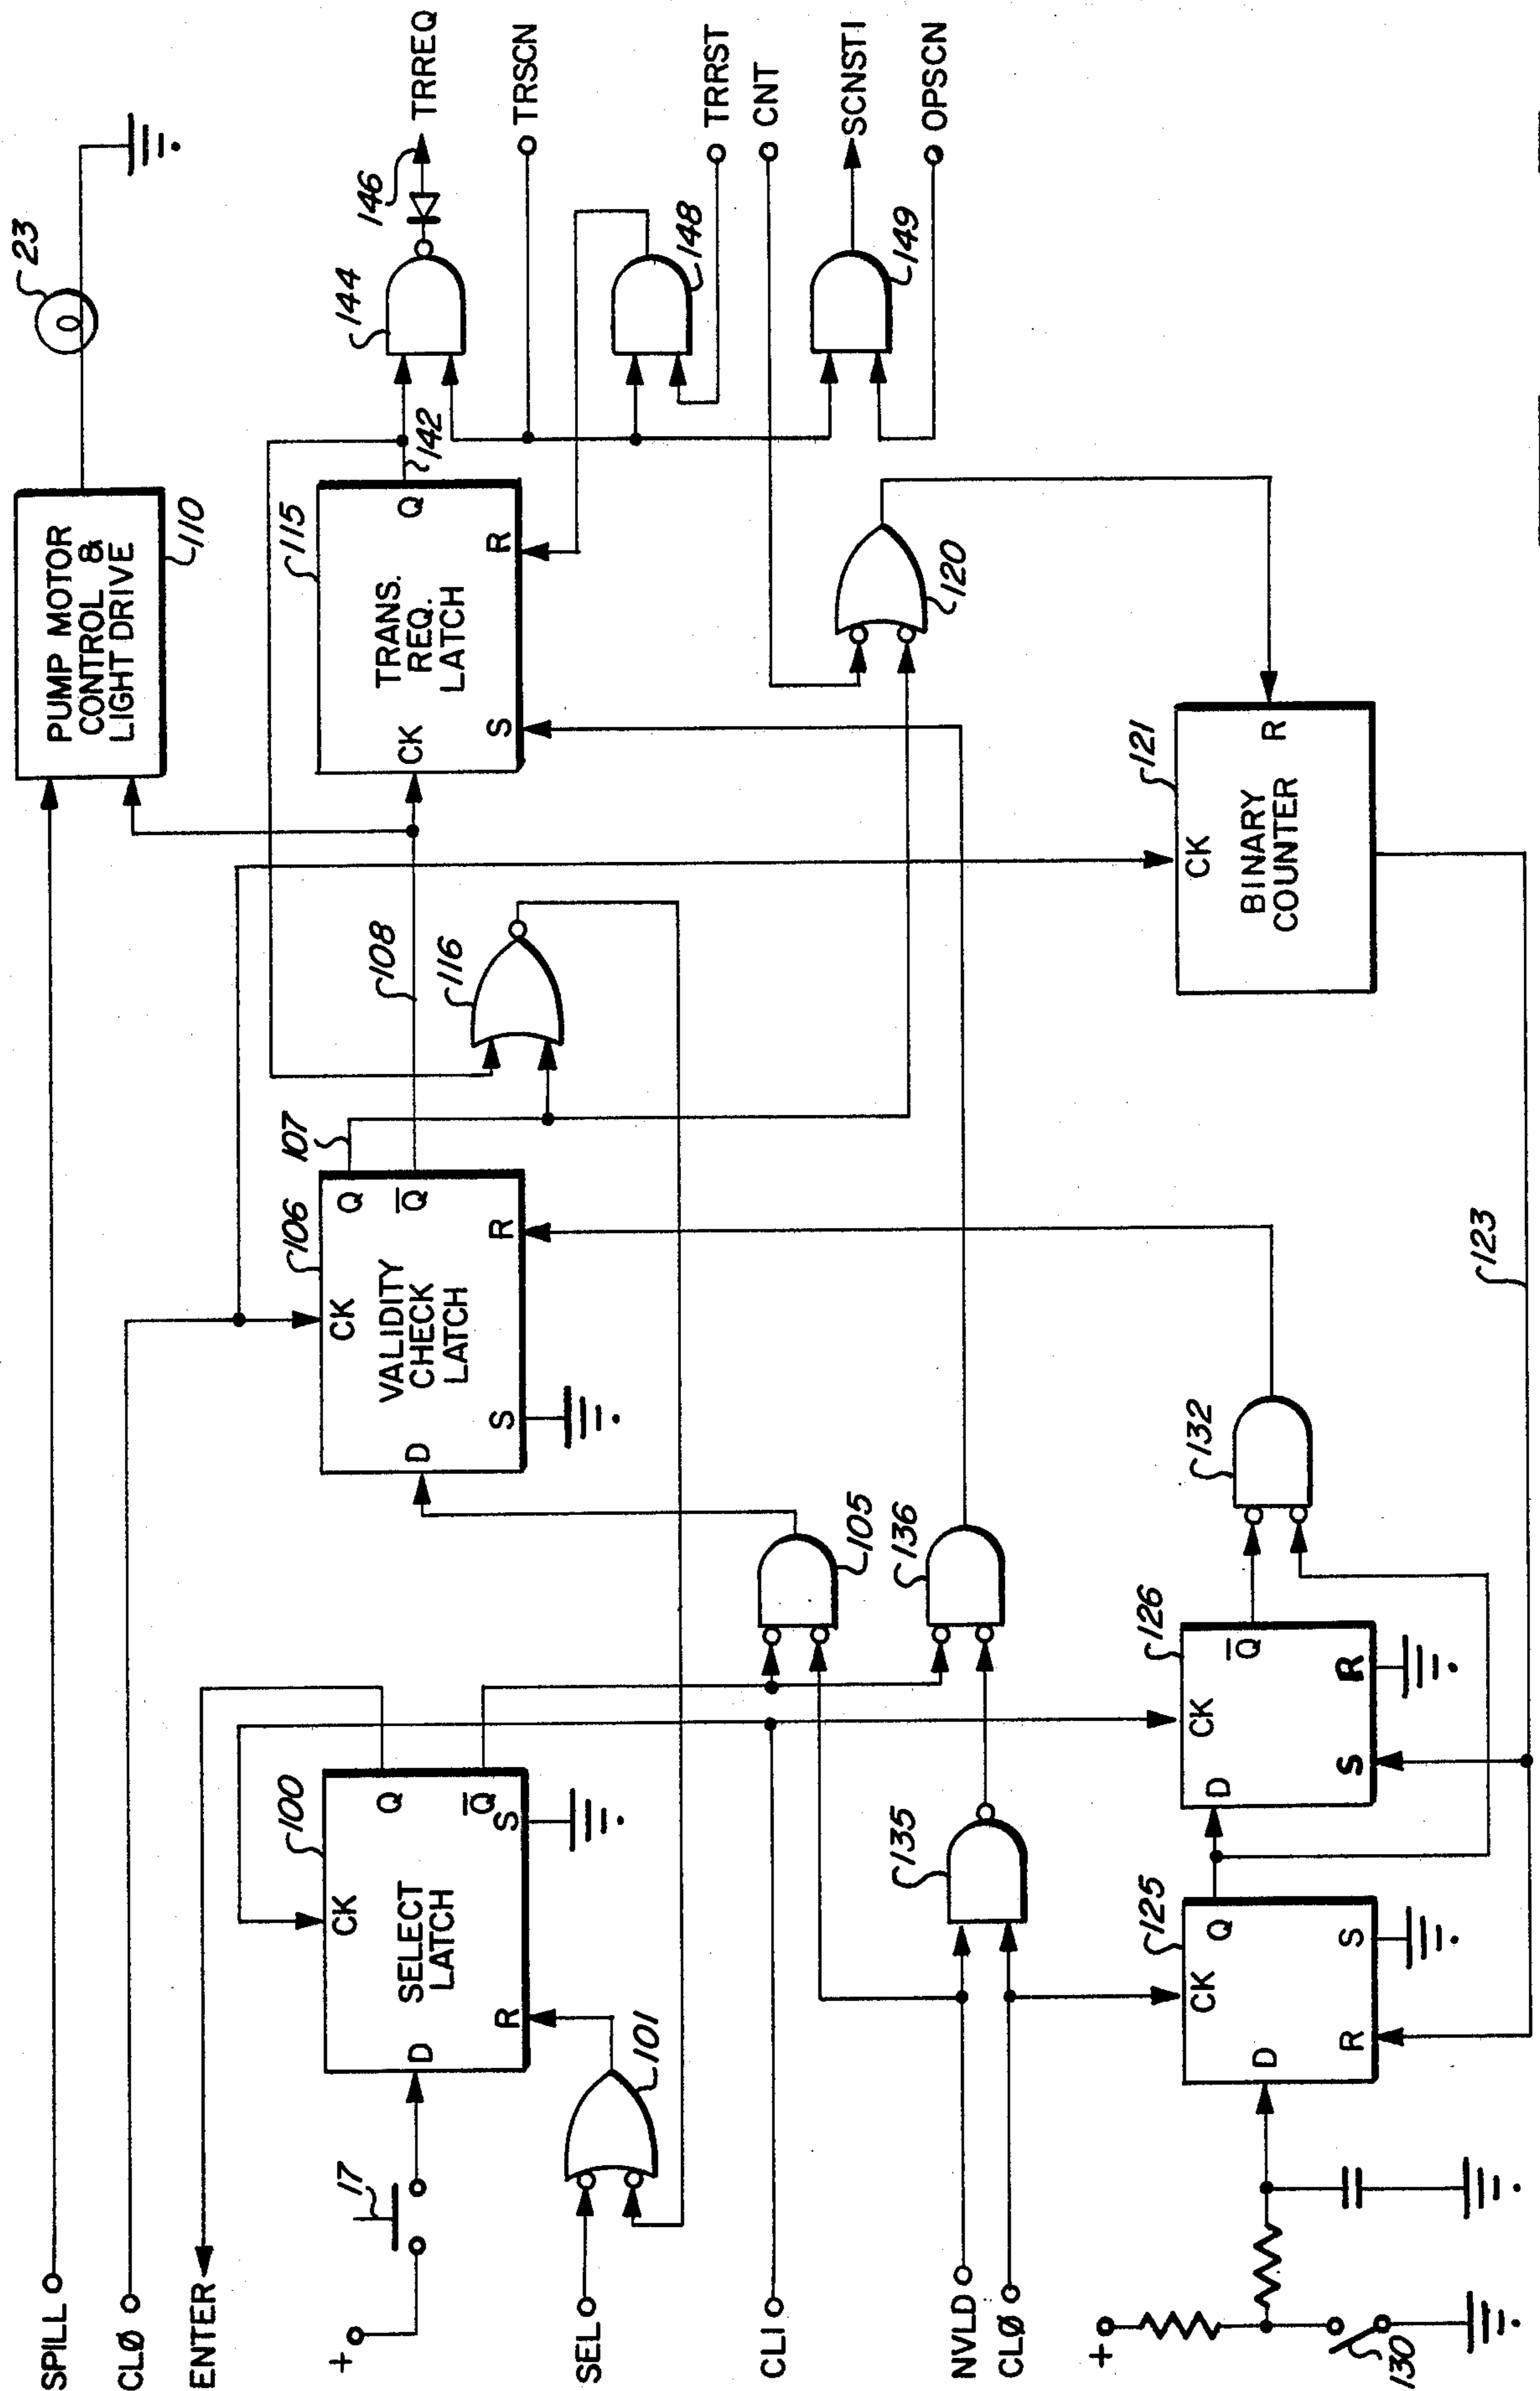 SPILL
CLØ
ENTER
+
17
SEL
101
CLI
NVLD
CLØ
+
130
100
CK
SELECT
LATCH
D
R
Q
Q̅
S
105
135
136
125
CK
D
Q
R
S
126
CK
D
Q̅
S
R
132
106
CK
VALIDITY
CHECK
LATCH
D
S
Q
Q̅
R
107
108
116
123
PUMP MOTOR
CONTROL &
LIGHT DRIVE
110
23
115
TRANS.
REQ.
LATCH
CK
S
Q
R
142
120
121
CK
BINARY
COUNTER
R
144
146
TRREQ
TRSCN
148
TRRST
CNT
149
SCNSTI
OPSCN